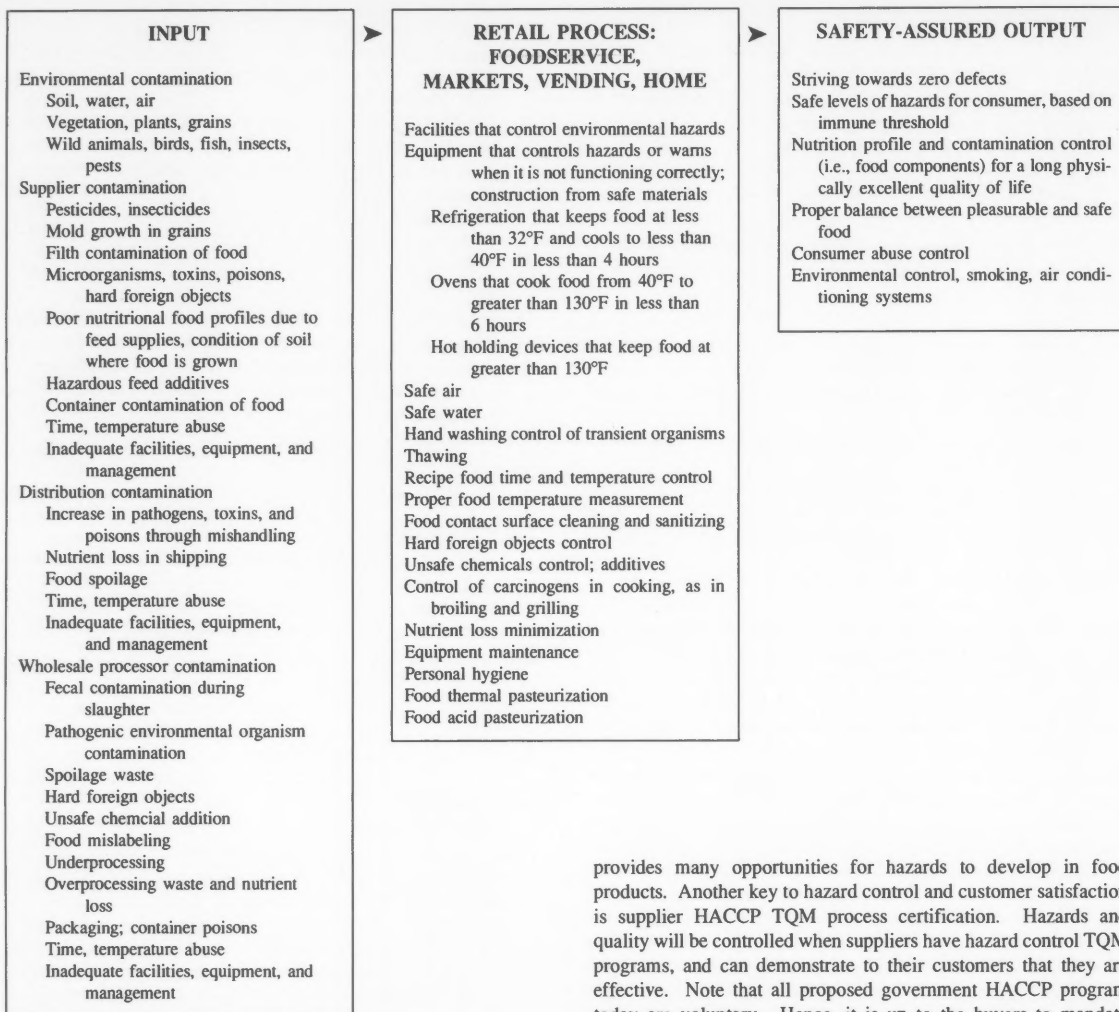 INPUT
Environmental contamination
Soil, water, air
Vegetation, plants, grains
Wild animals, birds, fish, insects,
pests
Supplier contamination
Pesticides, insecticides
Mold growth in grains
Filth contamination of food
Microorganisms, toxins, poisons,
hard foreign objects
Poor nutritrional food profiles due to
feed supplies, condition of soil
where food is grown
Hazardous feed additives
Container contamination of food
Time, temperature abuse
Inadequate facilities, equipment, and
management
Distribution contamination
Increase in pathogens, toxins, and
poisons through mishandling
Nutrient loss in shipping
Food spoilage
Time, temperature abuse
Inadequate facilities, equipment,
and management
Wholesale processor contamination
Fecal contamination during
slaughter
Pathogenic environmental organism
contamination
Spoilage waste
Hard foreign objects
Unsafe chemcial addition
Food mislabeling
Underprocessing
Overprocessing waste and nutrient
loss
Packaging; container poisons
Time, temperature abuse
Inadequate facilities, equipment, and
management
➤
RETAIL PROCESS:
FOODSERVICE,
MARKETS, VENDING, HOME
Facilities that control environmental hazards
Equipment that controls hazards or warns
when it is not functioning correctly;
construction from safe materials
Refrigeration that keeps food at less
than 32°F and cools to less than
40°F in less than 4 hours
Ovens that cook food from 40°F to
greater than 130°F in less than
6 hours
Hot holding devices that keep food at
greater than 130°F
Safe air
Safe water
Hand washing control of transient organisms
Thawing
Recipe food time and temperature control
Proper food temperature measurement
Food contact surface cleaning and sanitizing
Hard foreign objects control
Unsafe chemicals control; additives
Control of carcinogens in cooking, as in
broiling and grilling
Nutrient loss minimization
Equipment maintenance
Personal hygiene
Food thermal pasteurization
Food acid pasteurization
➤
SAFETY-ASSURED OUTPUT
Striving towards zero defects
Safe levels of hazards for consumer, based on
immune threshold
Nutrition profile and contamination control
(i.e., food components) for a long physi-
cally excellent quality of life
Proper balance between pleasurable and safe
food
Consumer abuse control
Environmental control, smoking, air condi-
tioning systems
provides many opportunities for hazards to develop in
products. Another key to hazard control and customer
is supplier HACCP TQM process certification. Hazards
quality will be controlled when suppliers have hazard control
programs, and can demonstrate to their customers that they
effective. Note that all proposed government HACCP